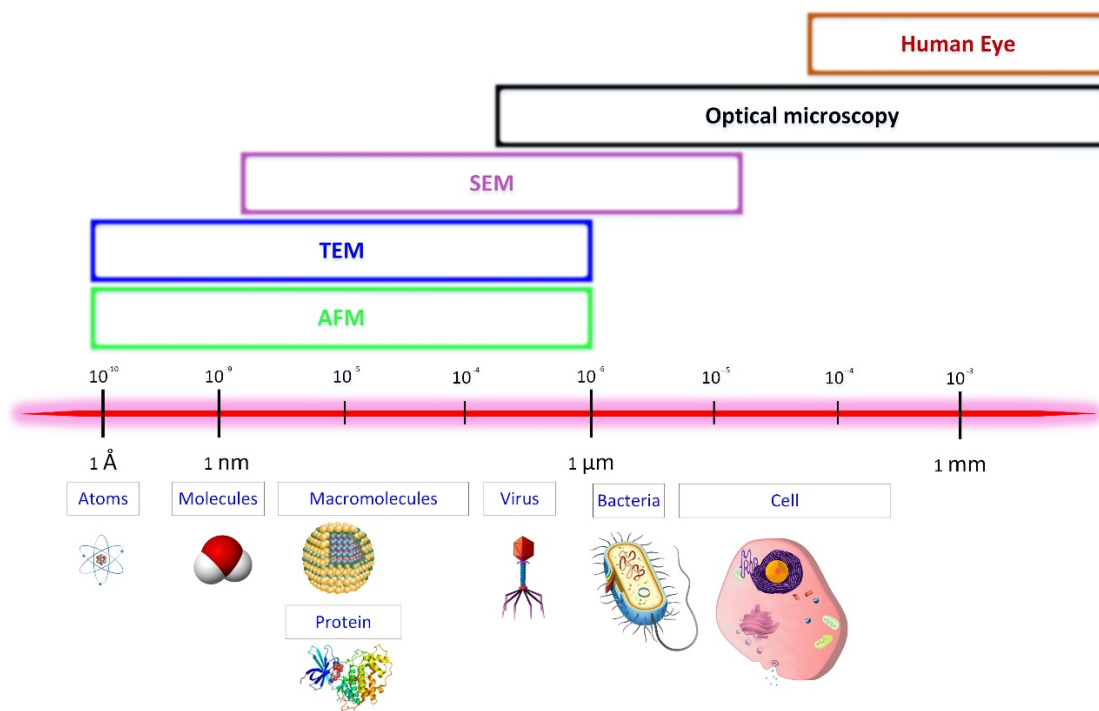 Human Eye
Optical microscopy
SEM
TEM
AFM
10⁻¹⁰ 10⁻⁹ 10⁻⁵ 10⁻⁴ 10⁻⁶ 10⁻⁵ 10⁻⁴ 10⁻³
1 Å 1 nm 1 µm 1 mm
Atoms Molecules Macromolecules Virus Bacteria Cell
Protein